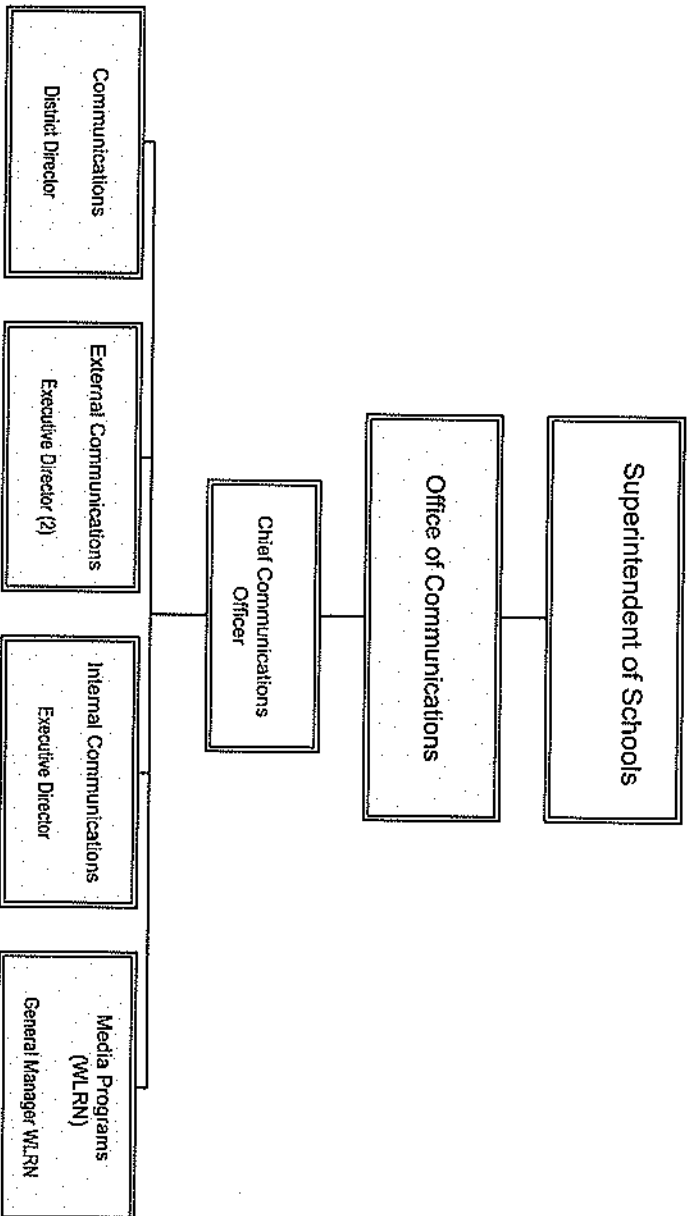 Superintendent of Schools
Office of Communications
Chief Communications
Officer
Communications
District Director
External Communications
Executive Director (2)
Internal Communications
Executive Director
Media Programs
(WLRN)
General Manager WLRN